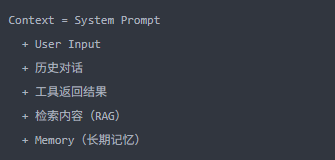 Context = System Prompt
+ User Input
+ 历史对话
+ 工具返回结果
+ 检索内容（RAG）
+ Memory（长期记忆）